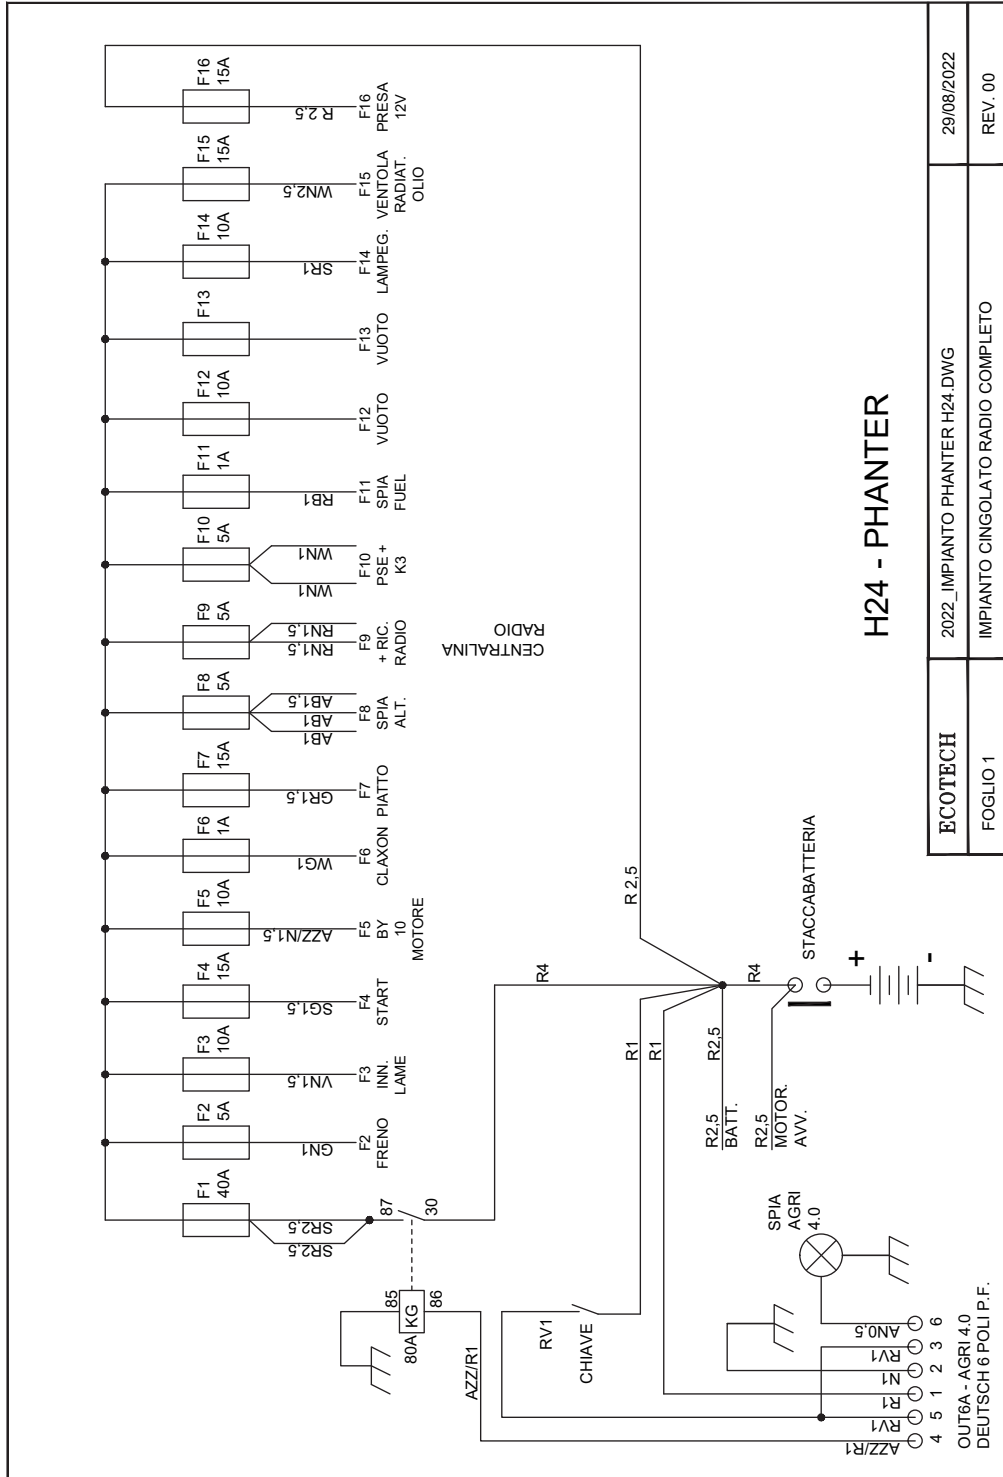 F1
40A
F2
5A
F3
10A
F4
15A
F5
10A
F6
1A
F7
15A
F8
5A
F9
5A
F10
5A
F11
1A
F12
10A
F13
F14
10A
F15
15A
F16
15A
SR2,5
SR2,5
GN1
VN1,5
SG1,5
AZZ/N1,5
WG1
GR1,5
AB1
AB1
AB1,5
RN1,5
RN1,5
WN1
WN1
RB1
SR1
WN2,5
R 2,5
F2
FRENO
F3
INN.
LAME
F4
START
F5
BY
10
MOTORE
F6
CLAXON
F7
PIATTO
F8
SPIA
ALT.
F9
+ RIC.
RADIO
F10
PSE +
K3
F11
SPIA
FUEL
F12
VUOTO
F13
VUOTO
F14
LAMPEG.
F15
VENTOLA
RADIAT.
OLIO
F16
PRESA
12V
CENTRALINA
RADIO
87
30
85
86
80A
KG
AZZ/R1
R4
R 2,5
RV1
CHIAVE
R1
R1
R2,5
R4
R2,5
BATT.
R2,5
MOTOR.
AVV.
STACCABATTERIA
+
-
SPIA
AGRI
4.0
AZZ/R1
RV1
R1
N1
RV1
AN0,5
4
5
1
2
3
6
OUT6A - AGRI 4.0
DEUTSCH 6 POLI P.F.
H24 - PHANTER
ECOTECH
2022_IMPIANTO PHANTER H24.DWG
29/08/2022
FOGLIO 1
IMPIANTO CINGOLATO RADIO COMPLETO
REV. 00